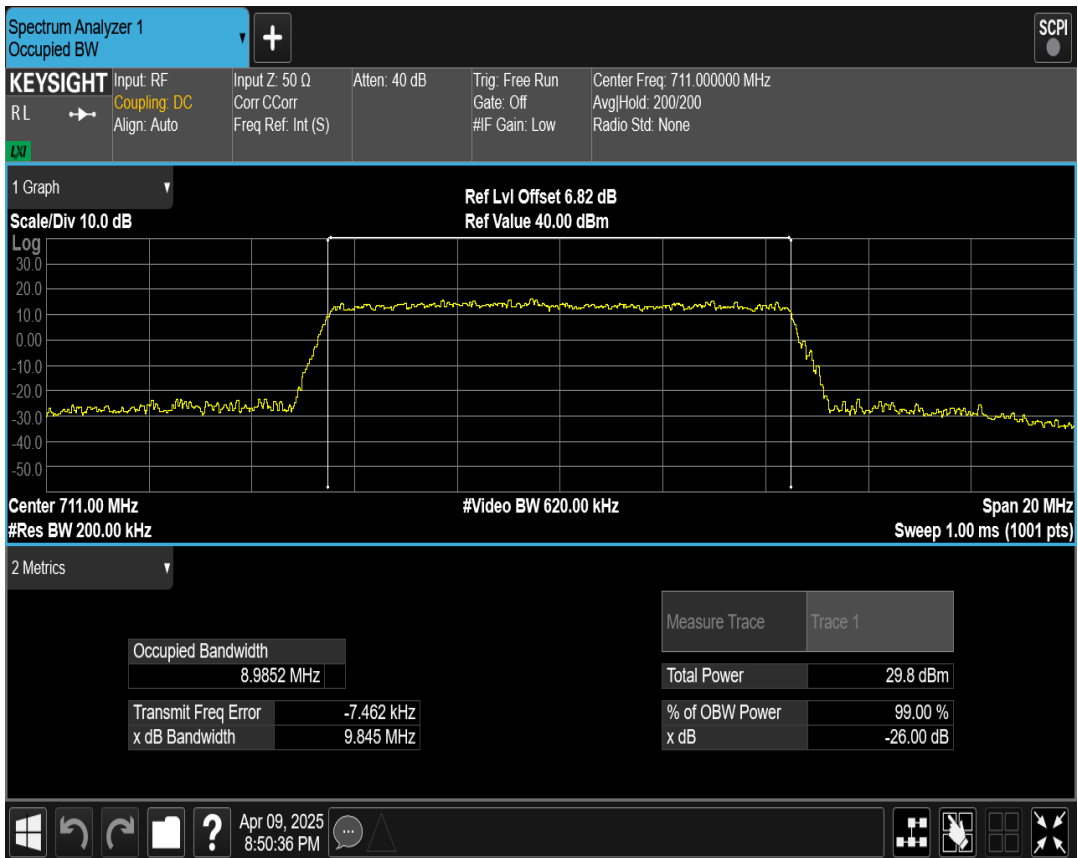 Spectrum Analyzer 1
Occupied BW
+
SCPI
KEYSIGHT
RL
LXI
Input: RF
Coupling: DC
Align: Auto
Input Z: 50 Ω
Corr CCorr
Freq Ref: Int (S)
Atten: 40 dB
Trig: Free Run
Gate: Off
#IF Gain: Low
Center Freq: 711.000000 MHz
Avg|Hold: 200/200
Radio Std: None
1 Graph
Scale/Div 10.0 dB
Ref Lvl Offset 6.82 dB
Ref Value 40.00 dBm
Log
30.0
20.0
10.0
0.00
-10.0
-20.0
-30.0
-40.0
-50.0
Center 711.00 MHz
#Video BW 620.00 kHz
Span 20 MHz
#Res BW 200.00 kHz
Sweep 1.00 ms (1001 pts)
2 Metrics
Measure Trace Trace 1
Occupied Bandwidth
8.9852 MHz
Total Power 29.8 dBm
Transmit Freq Error -7.462 kHz
% of OBW Power 99.00 %
x dB Bandwidth 9.845 MHz
x dB -26.00 dB
?
Apr 09, 2025
8:50:36 PM